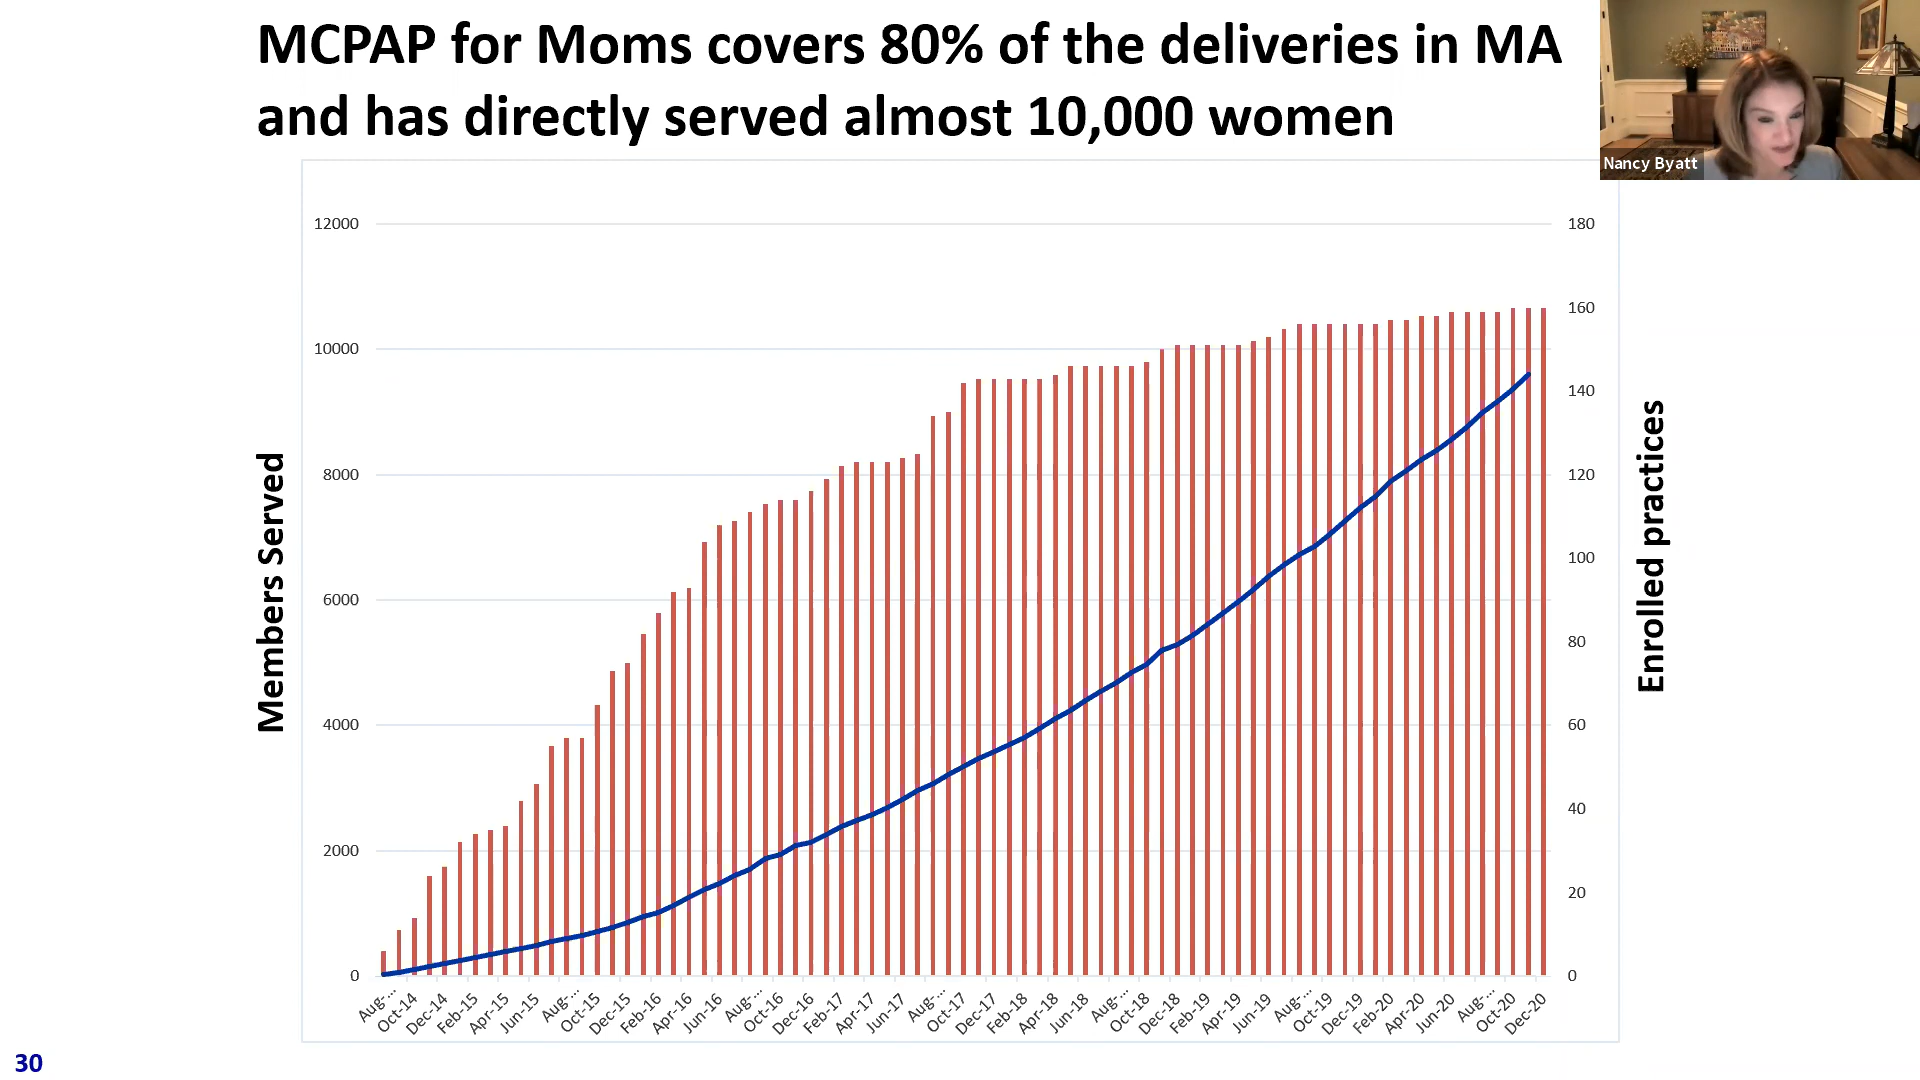 MCPAP for Moms covers 80% of the deliveries in MA
and has directly served almost 10,000 women
Nancy Byatt
Members Served
12000
10000
8000
6000
4000
2000
0
180
160
140
120
100
80
60
40
20
0
Enrolled practices
Aug-...
Oct-14
Dec-14
Feb-15
Apr-15
Jun-15
Aug-...
Oct-15
Dec-15
Feb-16
Apr-16
Jun-16
Aug-...
Oct-16
Dec-16
Feb-17
Apr-17
Jun-17
Aug-...
Oct-17
Dec-17
Feb-18
Apr-18
Jun-18
Aug-...
Oct-18
Dec-18
Feb-19
Apr-19
Jun-19
Aug-...
Oct-19
Dec-19
Feb-20
Apr-20
Jun-20
Aug-...
Oct-20
Dec-20
30